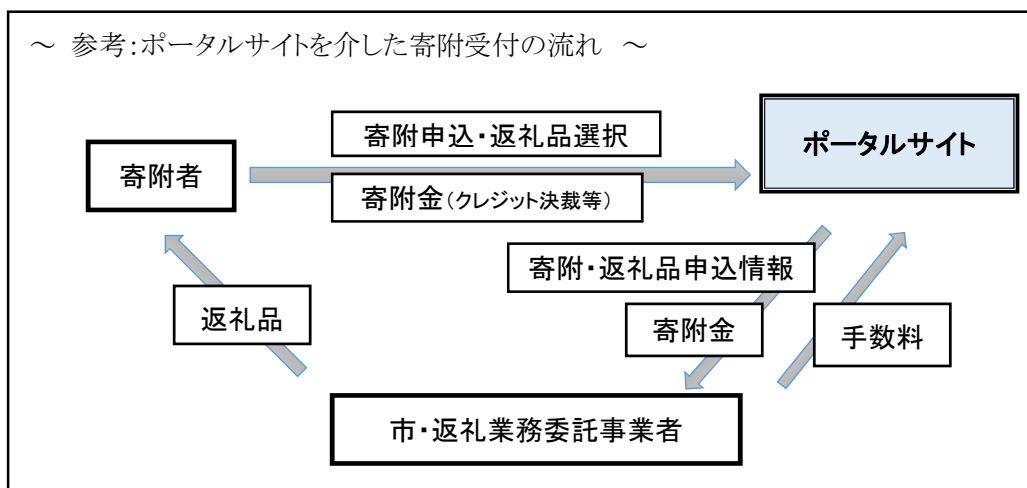 ～ 参考：ポータルサイトを介した寄附受付の流れ ～
寄附申込・返礼品選択
ポータルサイト
寄附者
寄附金（クレジット決裁等）
寄附・返礼品申込情報
返礼品
寄附金
手数料
市・返礼業務委託事業者